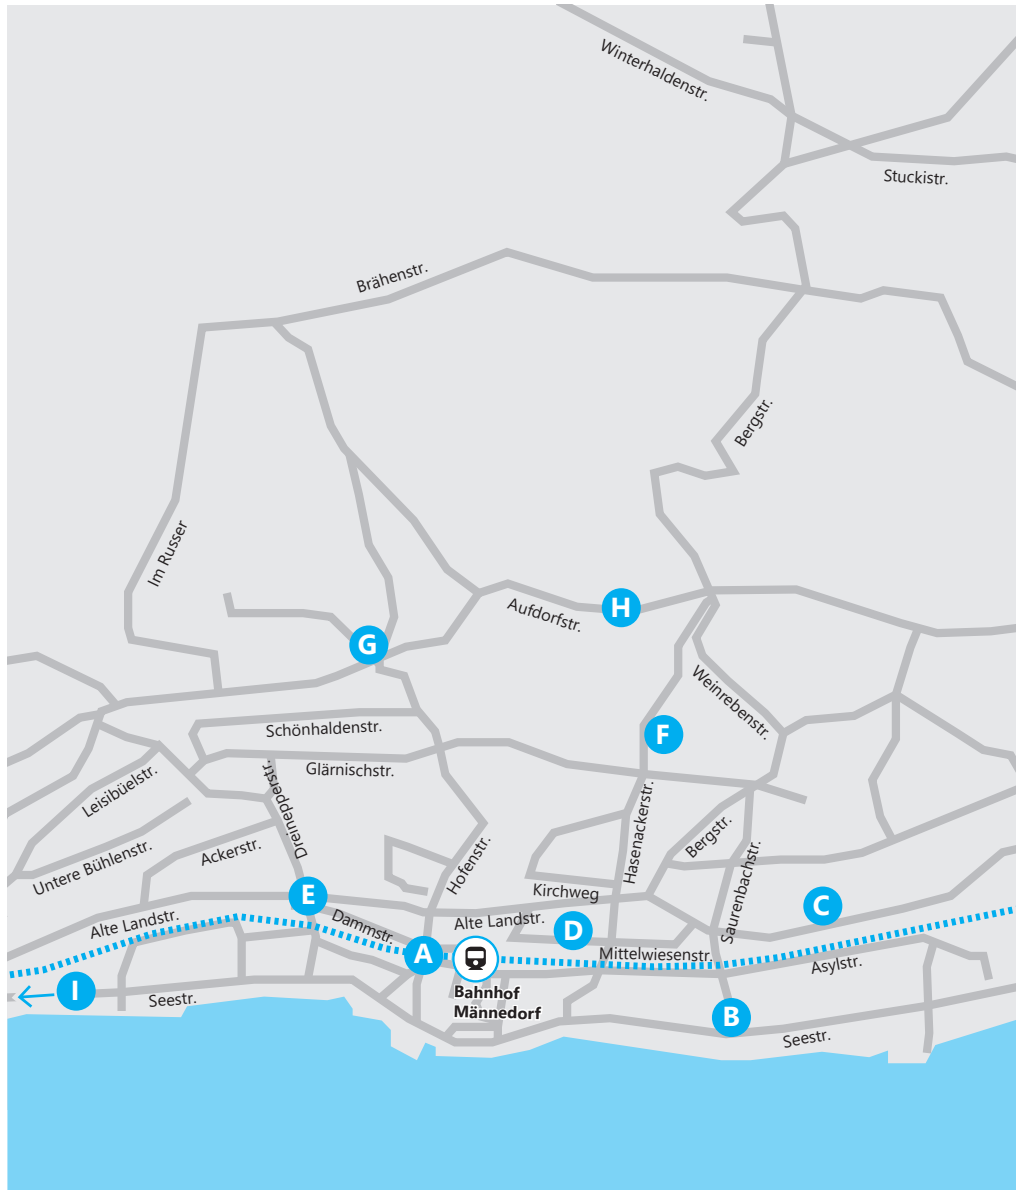 Winterhaldenstr.
Stuckistr.
Brähenstr.
Bergstr.
Im Russer
Aufdorfstr.
H
G
Weinrebenstr.
F
Schönhaldenstr.
Glärnischstr.
Leisibüelstr.
Dreinepperstr.
Hasenackerstr.
Bergstr.
Untere Bühlenstr.
Ackerstr.
Hofenstr.
Saurenbachstr.
Kirchweg
E
C
Alte Landstr.
Dammstr.
Alte Landstr.
D
A
Mittelwiesenstr.
Asylstr.
I
Seestr.
Bahnhof
Männedorf
B
Seestr.